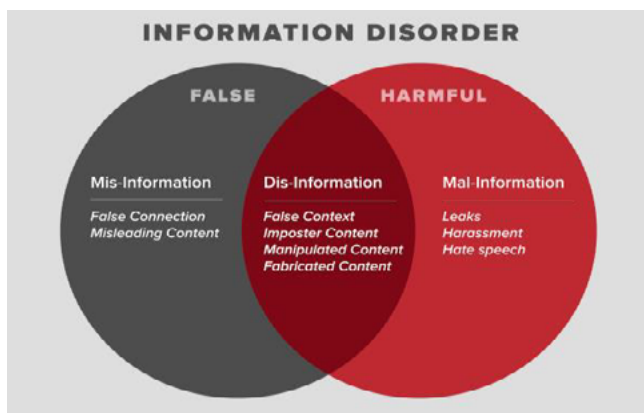 INFORMATION DISORDER
FALSE
HARMFUL
Mis-Information
False Connection
Misleading Content
Dis-Information
False Context
Imposter Content
Manipulated Content
Fabricated Content
Mal-Information
Leaks
Harassment
Hate speech